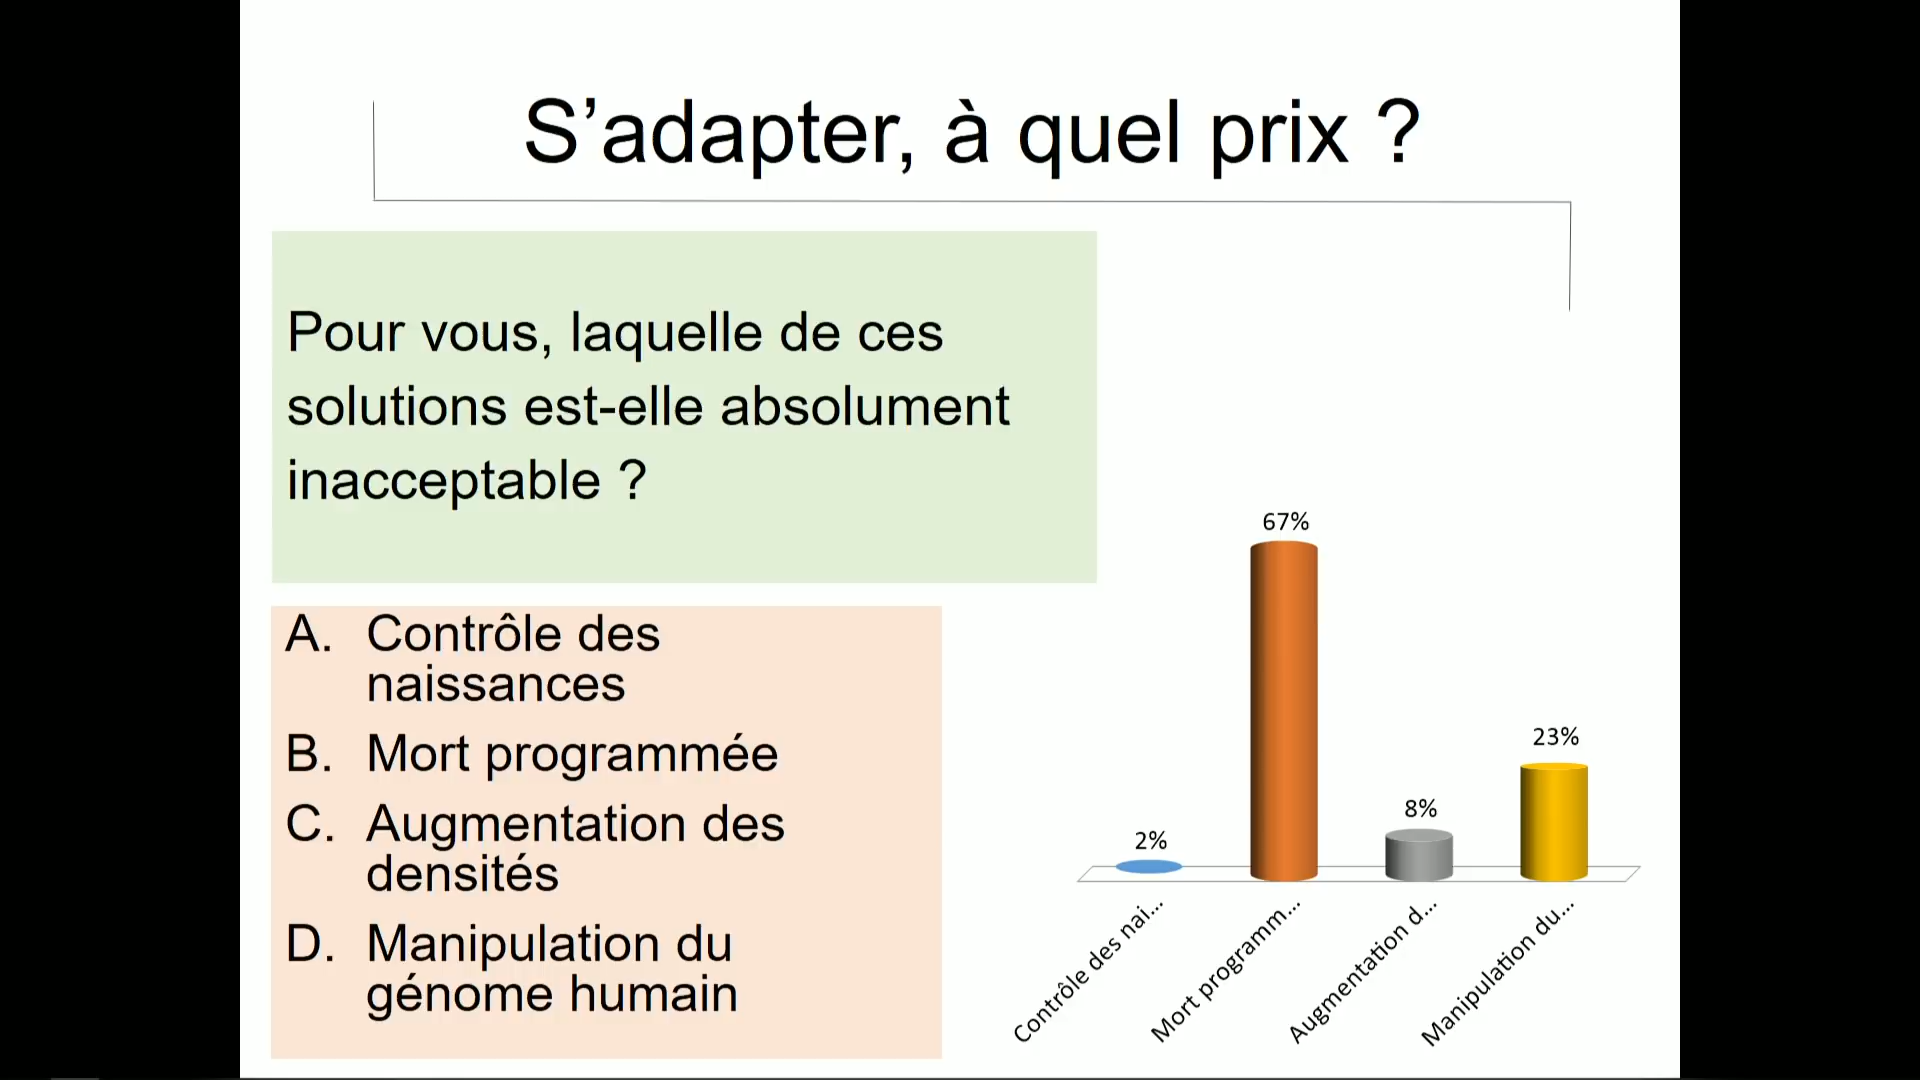 S’adapter, à quel prix ?
Pour vous, laquelle de ces
solutions est-elle absolument
inacceptable ?
A. Contrôle des
naissances
B. Mort programmée
C. Augmentation des
densités
D. Manipulation du
génome humain
2%
67%
8%
23%
Contrôle des nai...
Mort programm...
Augmentation d...
Manipulation du...